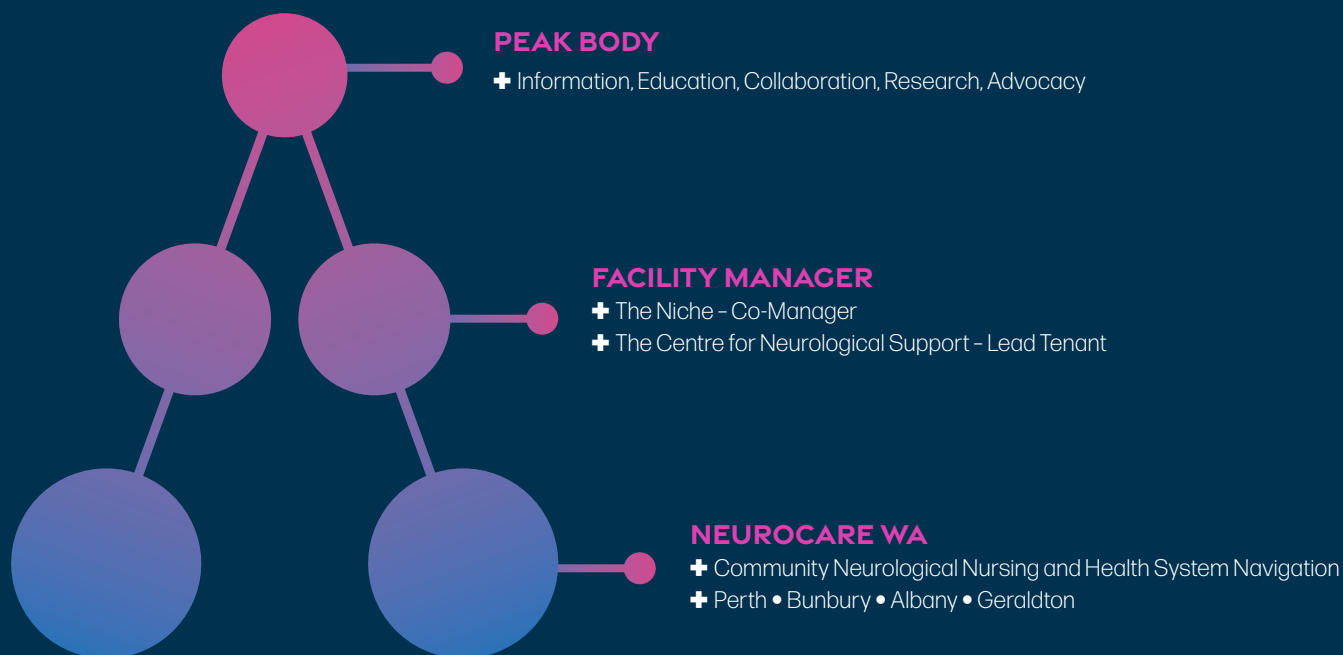 PEAK BODY
✚ Information, Education, Collaboration, Research, Advocacy
FACILITY MANAGER
✚ The Niche – Co-Manager
✚ The Centre for Neurological Support – Lead Tenant
NEUROCARE WA
✚ Community Neurological Nursing and Health System Navigation
✚ Perth • Bunbury • Albany • Geraldton